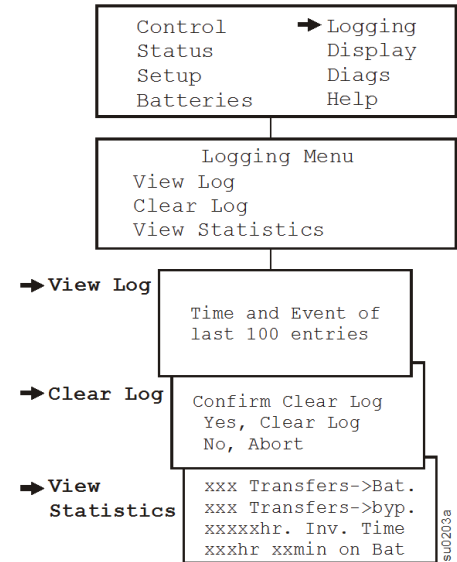 Control
Status
Setup
Batteries
Logging
Display
Diags
Help
Logging Menu
View Log
Clear Log
View Statistics
View Log
Time and Event of
last 100 entries
Clear Log
Confirm Clear Log
Yes, Clear Log
No, Abort
View
Statistics
xxx Transfers->Bat.
xxx Transfers->byp.
xxxxxhr. Inv. Time
xxxhr xxmin on Bat
su0203a